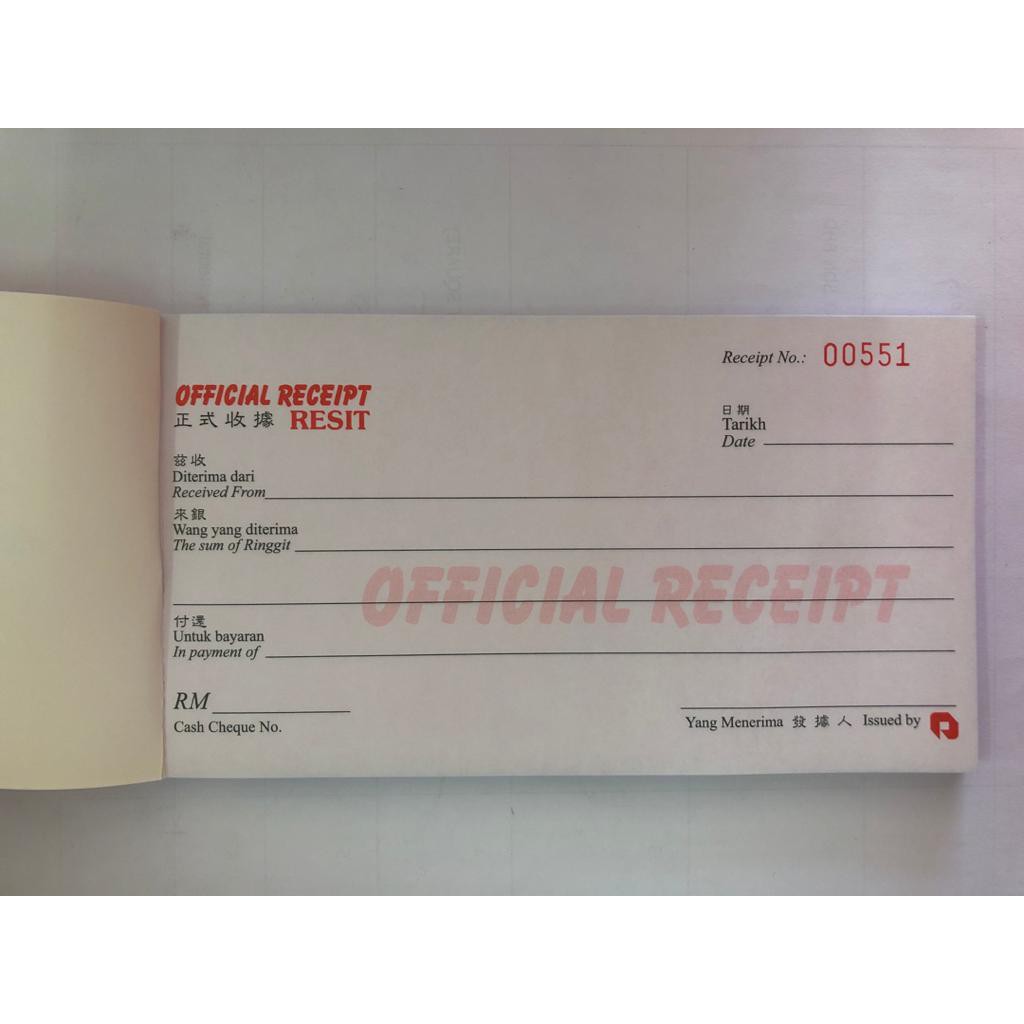 Receipt No.: 00551
OFFICIAL RECEIPT
正式收據 RESIT
日期
Tarikh
Date
茲收
Diterima dari
Received From
來銀
Wang yang diterima
The sum of Ringgit
OFFICIAL RECEIPT
付還
Untuk bayaran
In payment of
RM
Cash Cheque No.
Yang Menerima 發據人 Issued by